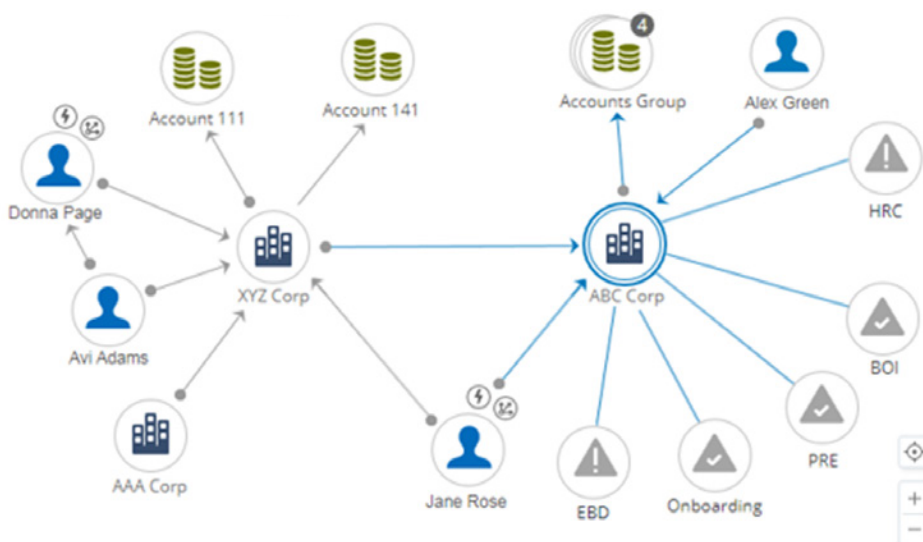 4
Account 111
Account 141
Accounts Group
Alex Green
Donna Page
HRC
XYZ Corp
ABC Corp
Avi Adams
BOI
AAA Corp
Jane Rose
EBD
Onboarding
PRE
+
−